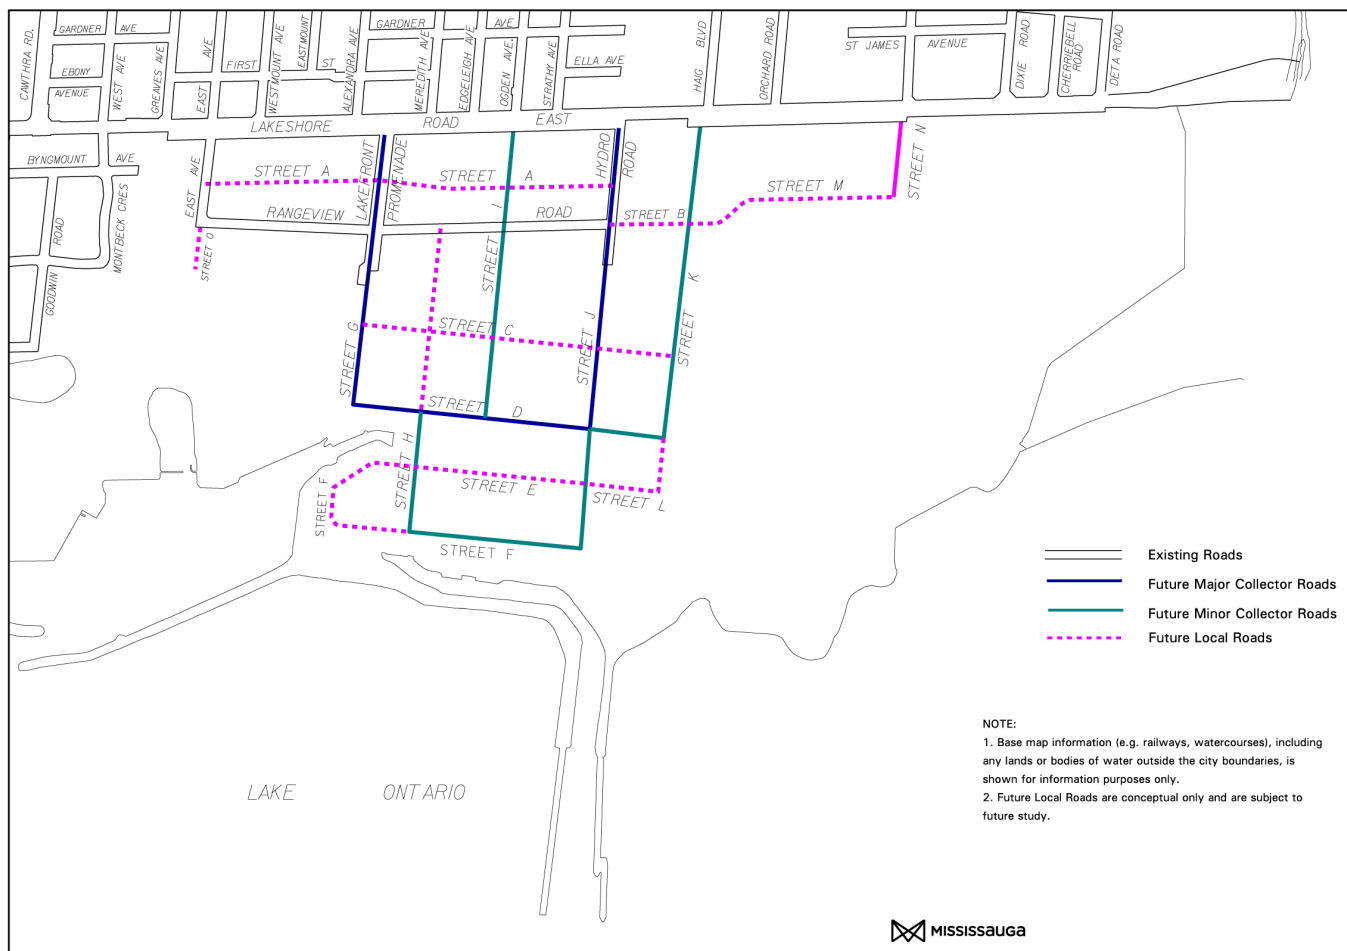 GARDNER AVE
GARDNER AVE
CAWTHRA RD.
EBONY
AVENUE
WEST AVE
GREAVES AVE
EAST AVE
FIRST ST
WESTMOUNT AVE
EASTMOUNT
ALEXANDRA AVE
MEREDITH AVE
EDGELEIGH AVE
OGDEN AVE.
STRATHY AVE
ELLA AVE
HAIG BLVD
ORCHARD ROAD
ST JAMES AVENUE
DIXIE ROAD
CHERRIEBELL
ROAD
DETA ROAD
LAKESHORE ROAD EAST
BYNGMOUNT AVE
MONTBECK CRES
GOODWIN ROAD
EAST AVE
STREET A
STREET A
LAKEFRONT
PROMENADE
HYDRO
ROAD
RANGEVIEW ROAD
STREET B
STREET M
STREET N
STREET O
STREET I
STREET K
STREET G
STREET C
STREET J
STREET D
STREET H
STREET E
STREET L
STREET F
STREET F
LAKE ONTARIO
Existing Roads
Future Major Collector Roads
Future Minor Collector Roads
Future Local Roads
NOTE:
1. Base map information (e.g. railways, watercourses), including
any lands or bodies of water outside the city boundaries, is
shown for information purposes only.
2. Future Local Roads are conceptual only and are subject to
future study.
MISSISSAUGA